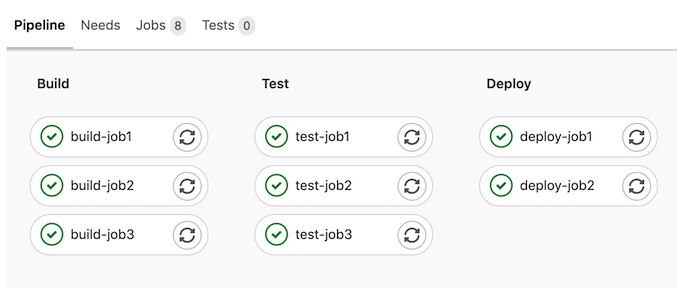 Pipeline Needs Jobs 8 Tests 0
Build Test Deploy
build-job1 test-job1 deploy-job1
build-job2 test-job2 deploy-job2
build-job3 test-job3